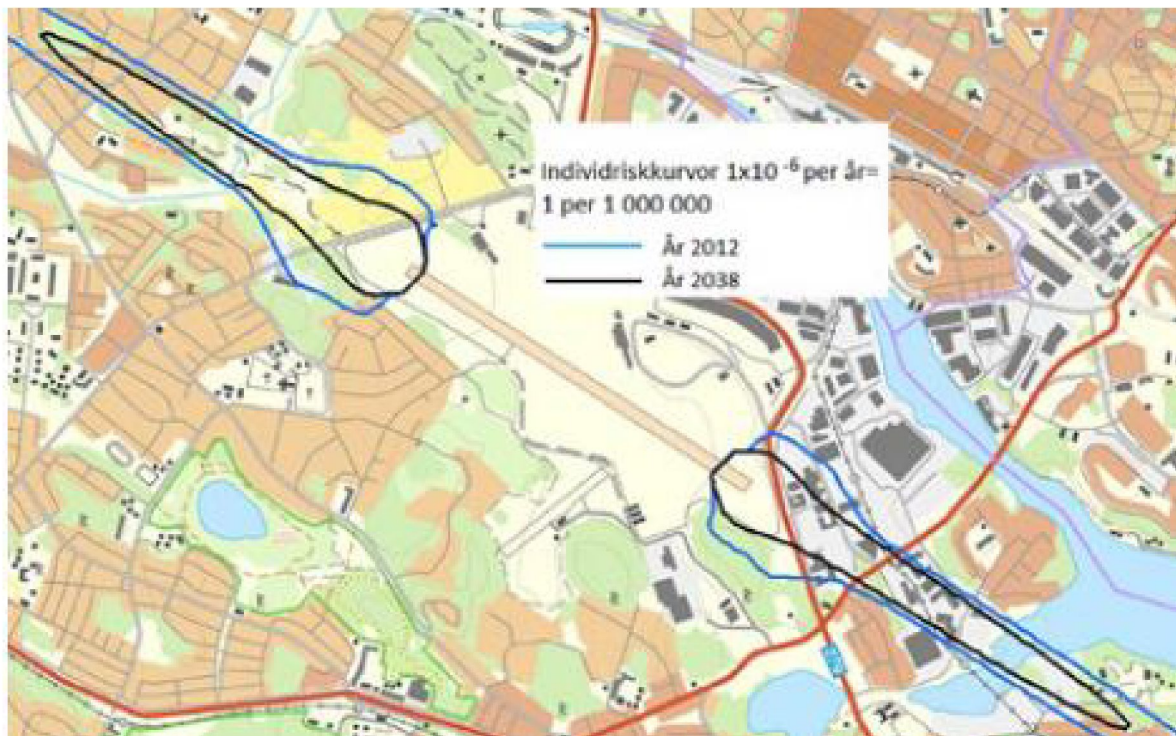 Individriskkurvor 1x10 ⁻⁶ per år=
1 per 1 000 000
År 2012
År 2038